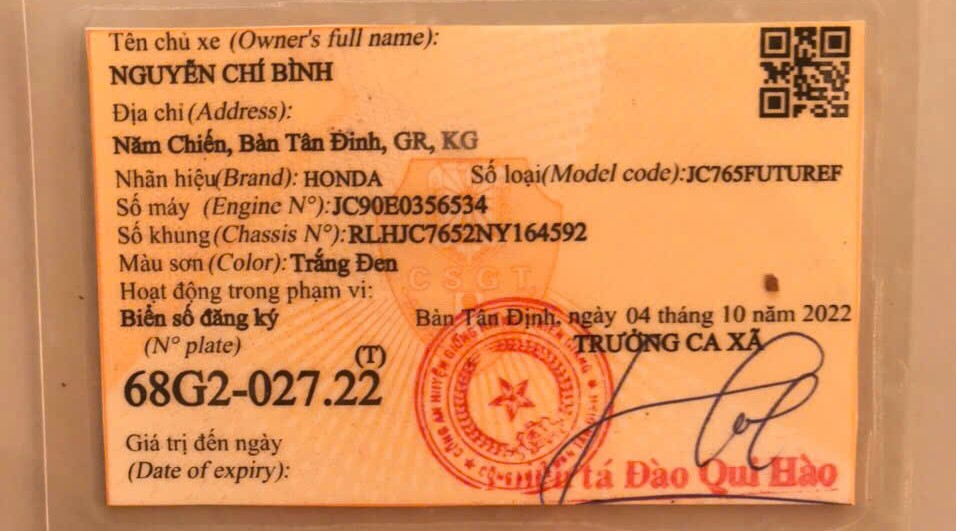 Tên chủ xe (Owner's full name):
NGUYỄN CHÍ BÌNH
Địa chỉ (Address):
Năm Chiến, Bàn Tân Đinh, GR, KG
Nhãn hiệu(Brand): HONDA Số loại(Model code):JC765FUTUREF
Số máy (Engine N°):JC90E0356534
Số khung(Chassis N°):RLHJC7652NY164592
Màu sơn(Color):Trắng Đen
C S G T
Hoạt động trong phạm vi:
Biển số đăng ký Bàn Tân Định, ngày 04 tháng 10 năm 2022
(N° plate) TRƯỞNG CA XÃ
(T)
68G2-027.22
Giá trị đến ngày
(Date of expiry):
tá Đào Qui Hào